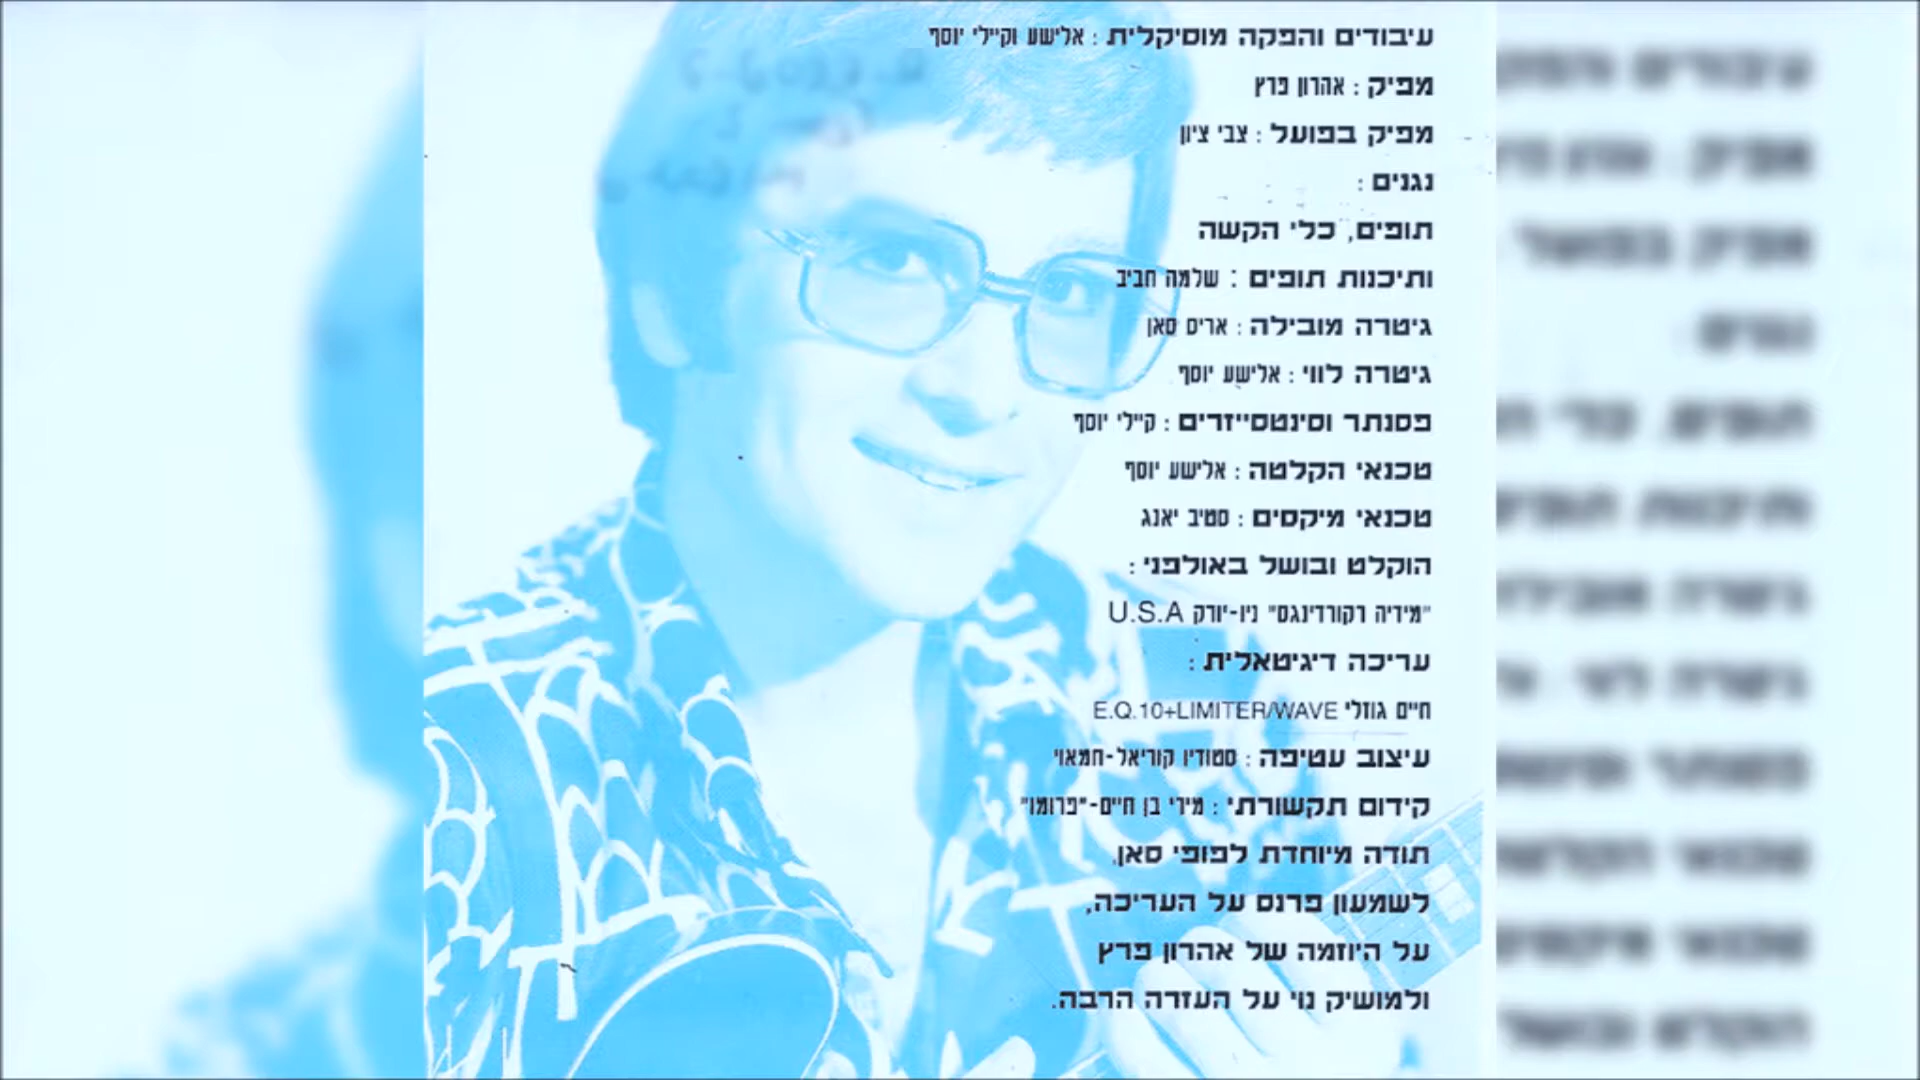 עיבודים והפקה מוסיקלית : אלישע וקיילי יוסף
מפיק : אהרון פרץ
מפיק בפועל : צבי ציון
נגנים :
תופים, כלי הקשה
ותיכנות תופים : שלמה חביב
גיטרה מובילה : אריס סאן
גיטרה לווי : אלישע יוסף
פסנתר וסינטסייזרים : קיילי יוסף
טכנאי הקלטה : אלישע יוסף
טכנאי מיקסים : סטיב יאנג
הוקלט ובושל באולפני :
"מידיה רקורדינגס" ניו-יורק U.S.A
עריכה דיגיטאלית :
חיים גוזלי E.Q.10+LIMITER/WAVE
עיצוב עטיפה : סטודיו קוריאל-חמאוי
קידום תקשורתי : מירי בן חיים-"פרומו"
תודה מיוחדת לפופי סאן,
לשמעון פרנס על העריכה,
על היוזמה של אהרון פרץ
ולמושיק נוי על העזרה הרבה.